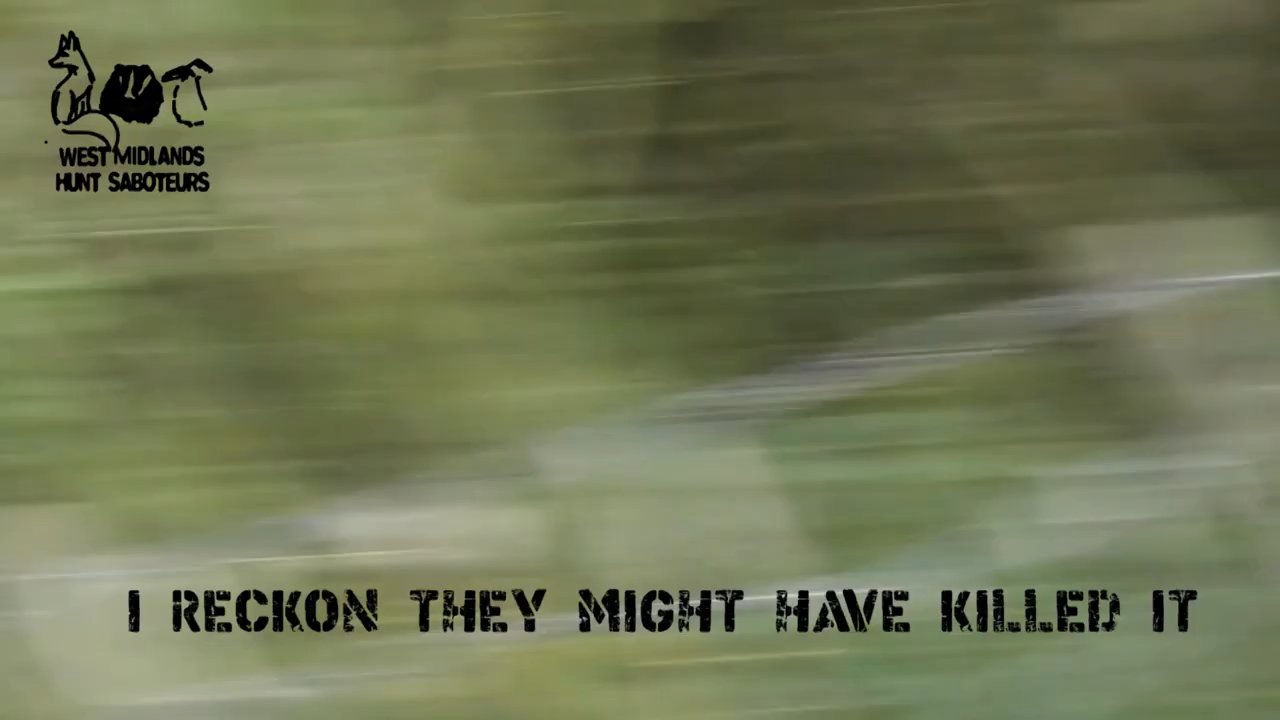 WEST MIDLANDS
HUNT SABOTEURS
I RECKON THEY MIGHT HAVE KILLED IT